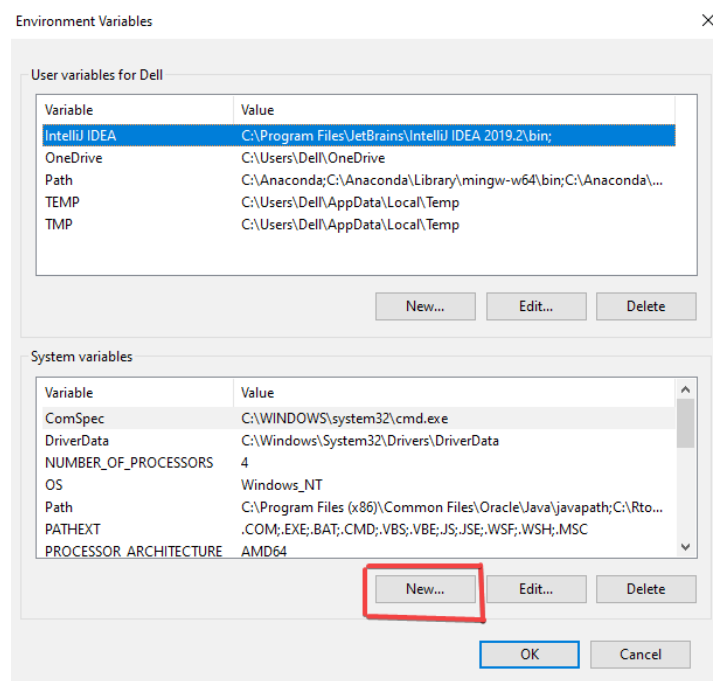 Environment Variables
User variables for Dell
Variable Value
IntelliJ IDEA C:\Program Files\JetBrains\IntelliJ IDEA 2019.2\bin;
OneDrive C:\Users\Dell\OneDrive
Path C:\Anaconda;C:\Anaconda\Library\mingw-w64\bin;C:\Anaconda\...
TEMP C:\Users\Dell\AppData\Local\Temp
TMP C:\Users\Dell\AppData\Local\Temp
New... Edit... Delete
System variables
Variable Value
ComSpec C:\WINDOWS\system32\cmd.exe
DriverData C:\Windows\System32\Drivers\DriverData
NUMBER_OF_PROCESSORS 4
OS Windows_NT
Path C:\Program Files (x86)\Common Files\Oracle\Java\javapath;C:\Rto...
PATHEXT .COM;.EXE;.BAT;.CMD;.VBS;.VBE;.JS;.JSE;.WSF;.WSH;.MSC
PROCESSOR_ARCHITECTURE AMD64
New... Edit... Delete
OK Cancel